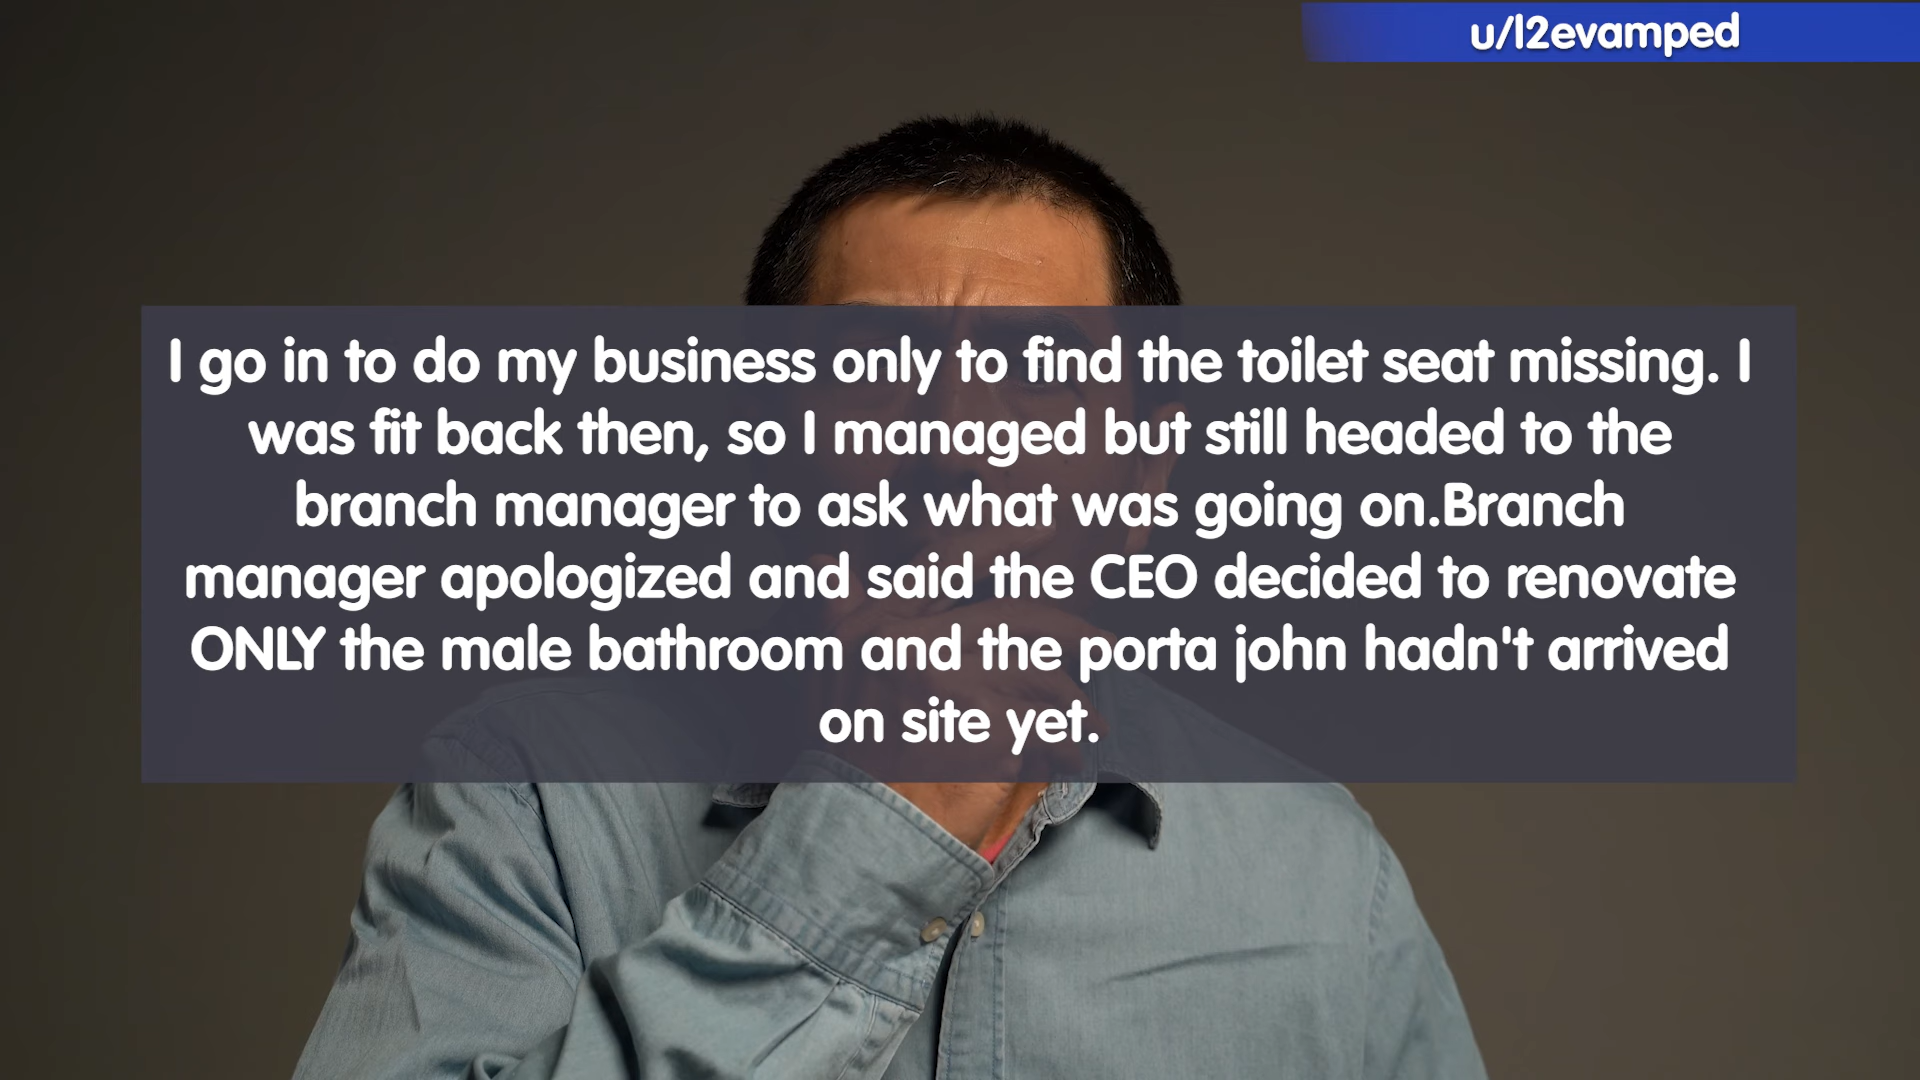 u/l2evamped
I go in to do my business only to find the toilet seat missing. I
was fit back then, so I managed but still headed to the
branch manager to ask what was going on.Branch
manager apologized and said the CEO decided to renovate
ONLY the male bathroom and the porta john hadn't arrived
on site yet.